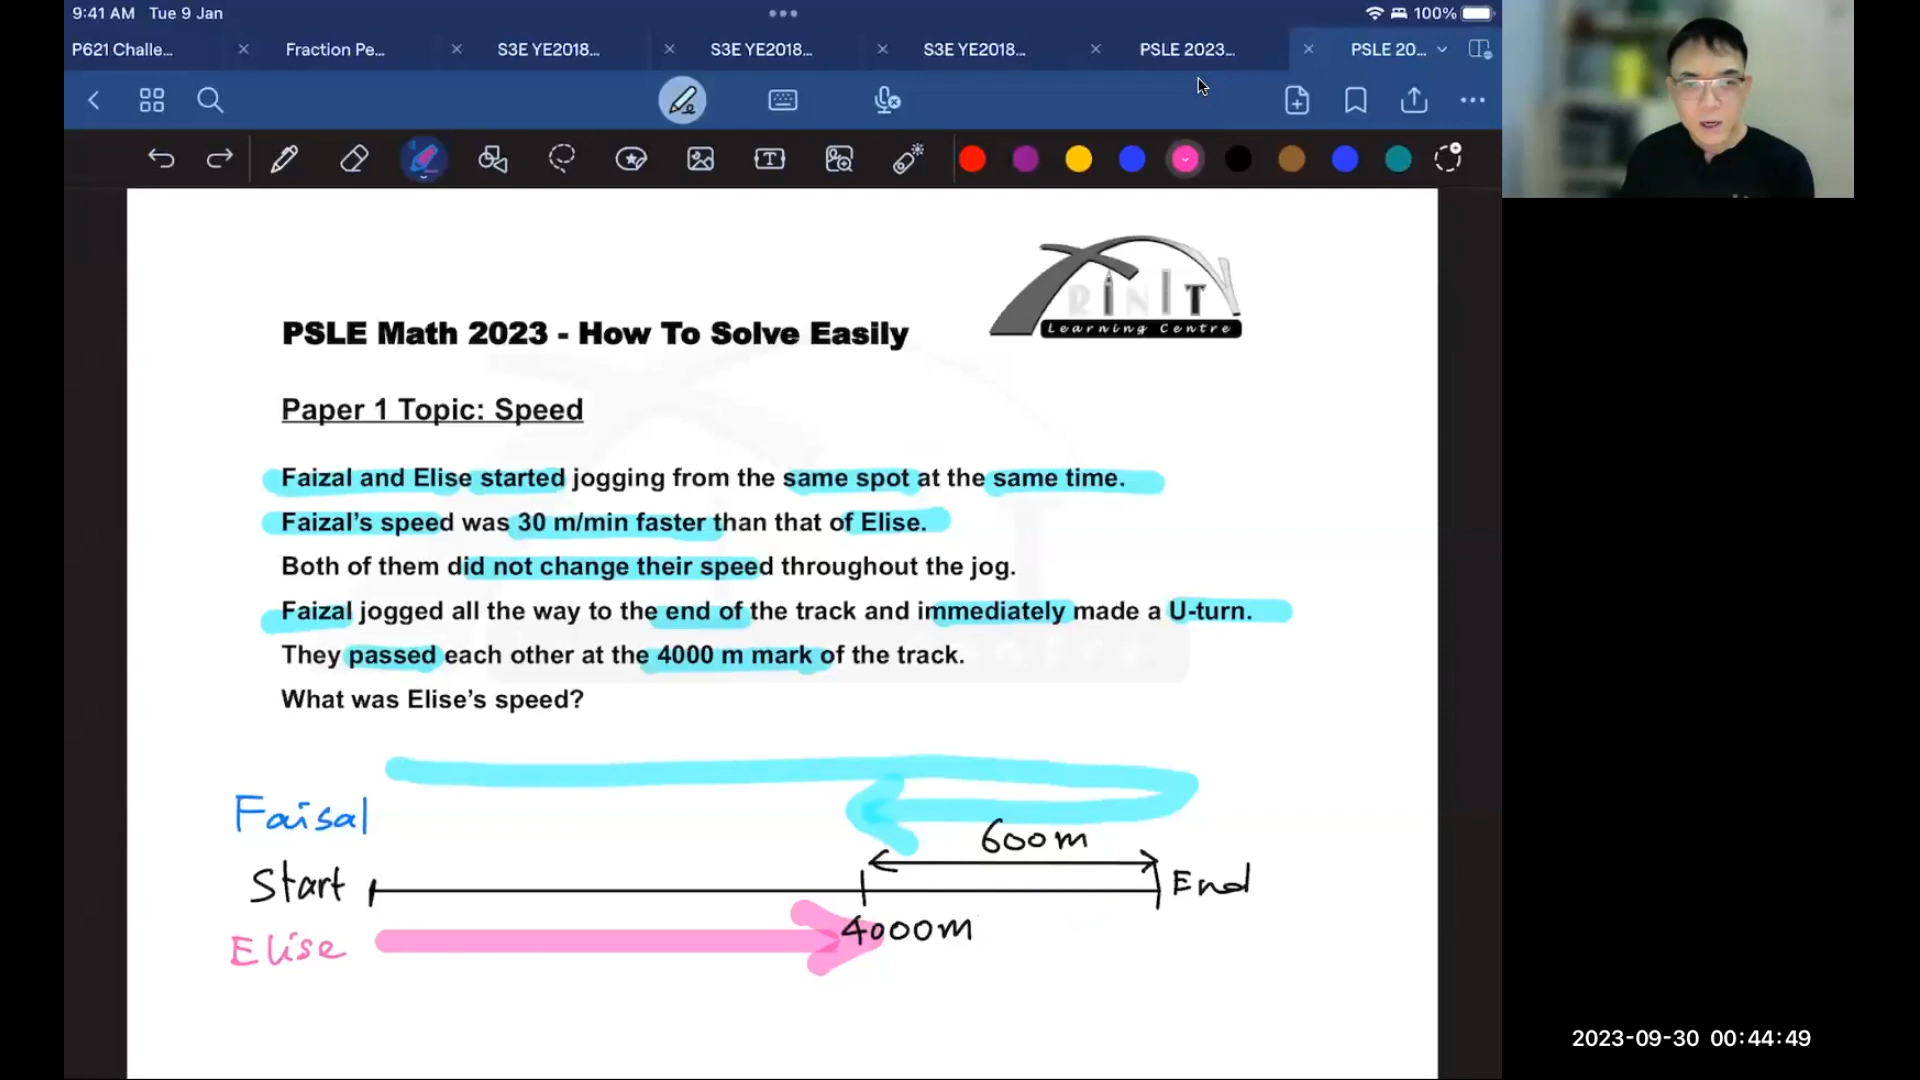 9:41 AM Tue 9 Jan
100%
P621 Challe...
Fraction Pe...
S3E YE2018...
S3E YE2018...
S3E YE2018...
PSLE 2023...
PSLE 20...
TRINITY
Learning Centre
PSLE Math 2023 - How To Solve Easily
Paper 1 Topic: Speed
Faizal and Elise started jogging from the same spot at the same time.
Faizal’s speed was 30 m/min faster than that of Elise.
Both of them did not change their speed throughout the jog.
Faizal jogged all the way to the end of the track and immediately made a U-turn.
They passed each other at the 4000 m mark of the track.
What was Elise’s speed?
Faisal
600m
Start
End
4000m
Elise
2023-09-30 00:44:49